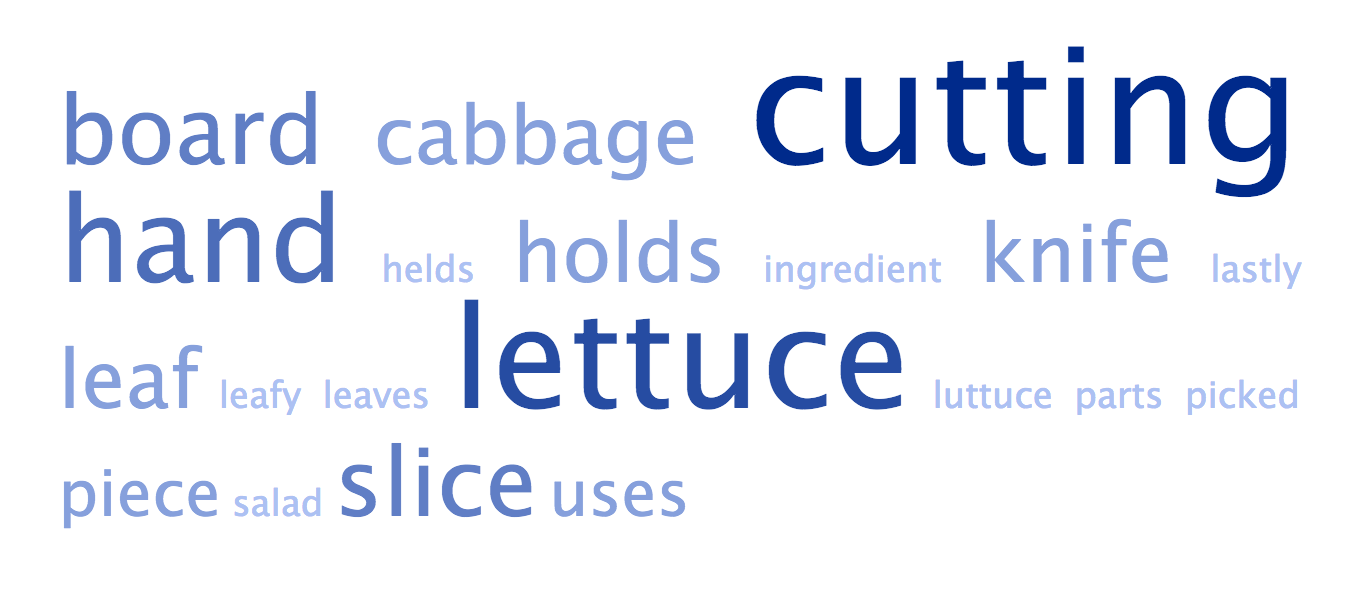 board cabbage cutting
hand helds holds ingredient knife lastly
leaf leafy leaves lettuce luttuce parts picked
piece salad slice uses